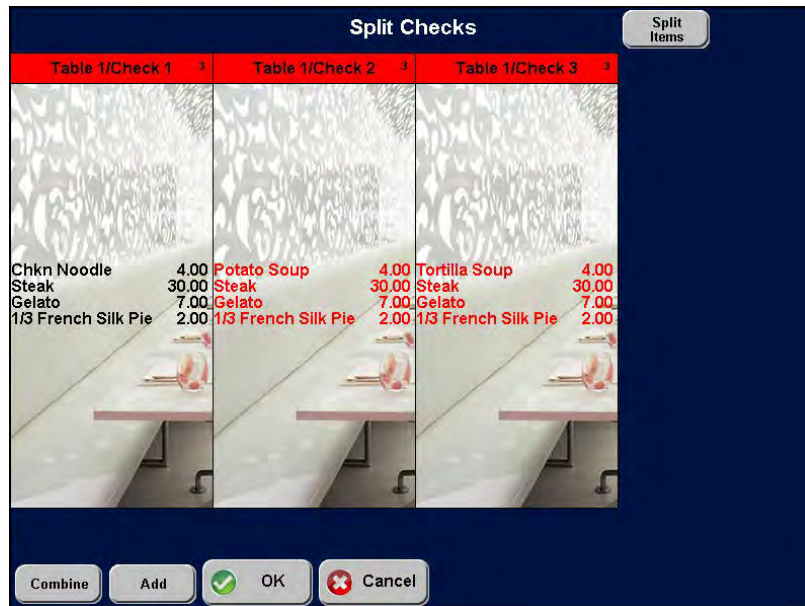 Split Checks
Split
Items
Table 1/Check 1 3
Table 1/Check 2 3
Table 1/Check 3 3
Chkn Noodle 4.00
Steak 30.00
Gelato 7.00
1/3 French Silk Pie 2.00
Potato Soup 4.00
Steak 30.00
Gelato 7.00
1/3 French Silk Pie 2.00
Tortilla Soup 4.00
Steak 30.00
Gelato 7.00
1/3 French Silk Pie 2.00
Combine
Add
OK
Cancel